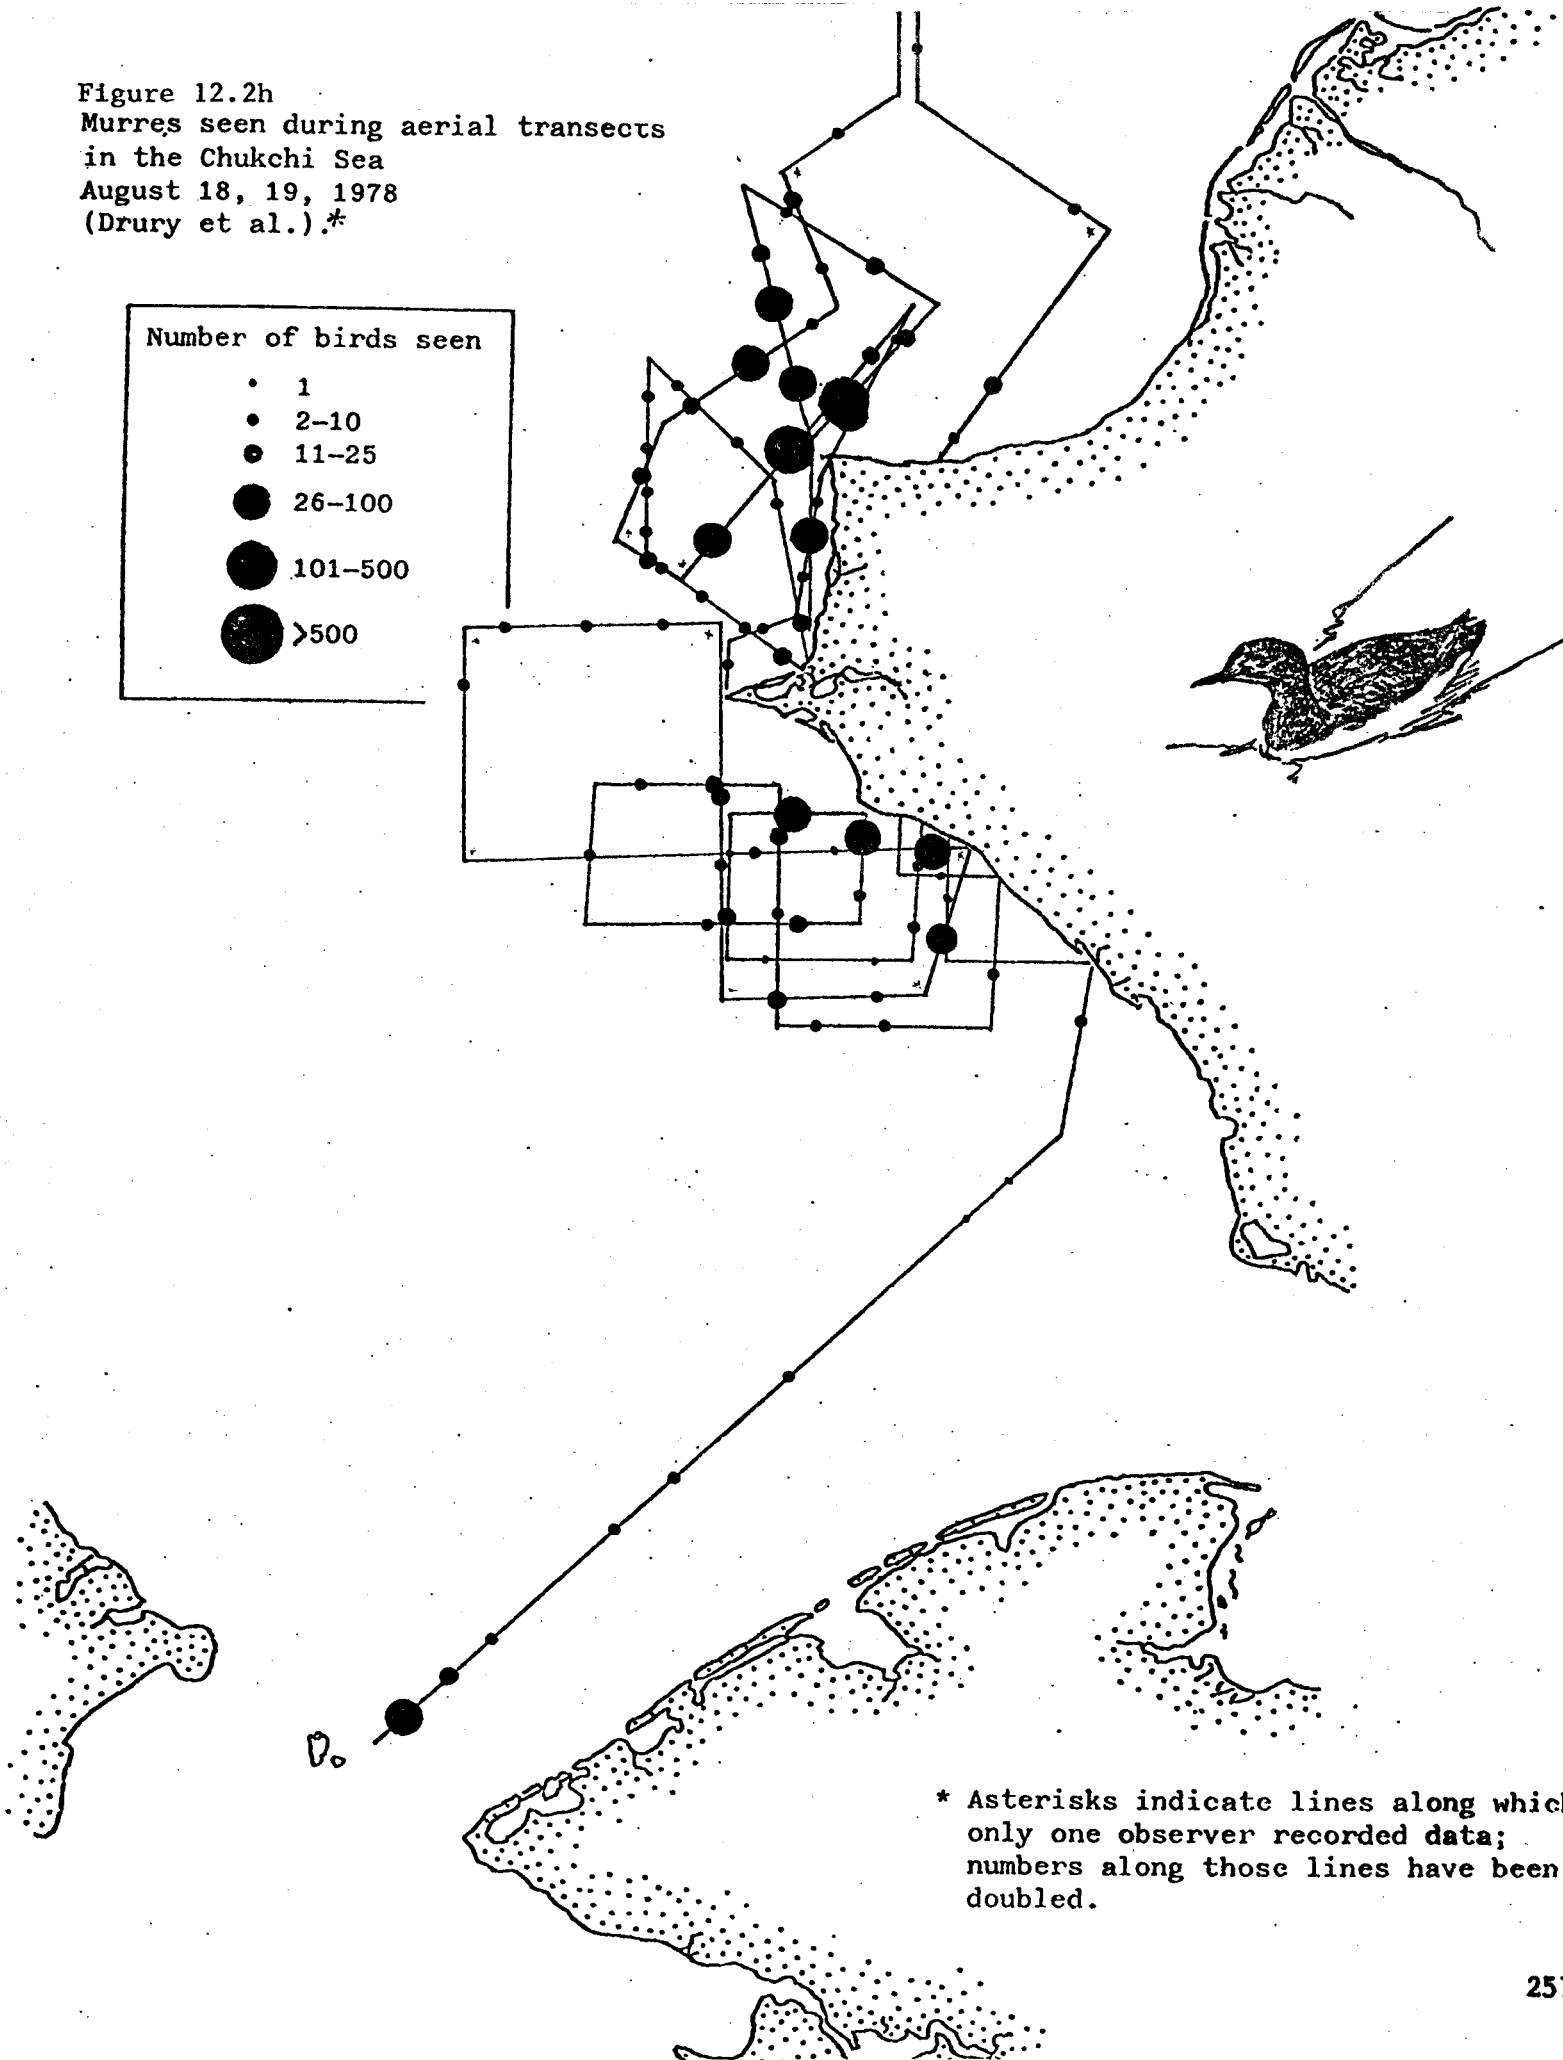 Figure 12.2h
Murres seen during aerial transects
in the Chukchi Sea
August 18, 19, 1978
(Drury et al.).*
Number of birds seen
1
2-10
11-25
26-100
101-500
>500
* Asterisks indicate lines along which
only one observer recorded data;
numbers along those lines have been
doubled.